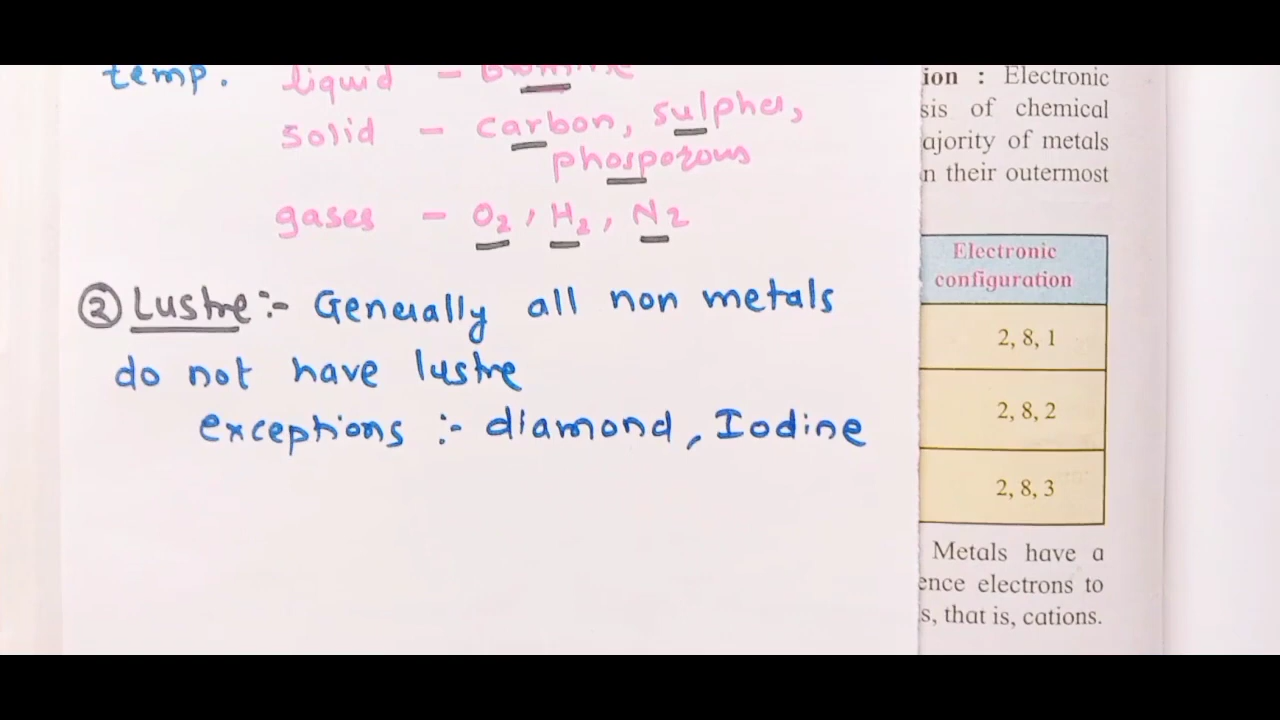 temp. liquid - Bromine
solid - carbon, sulpher,
phosporous
gases - O₂, H₂, N₂
② Lustre :- Generally all non metals
do not have lustre
exceptions :- diamond, Iodine
ion : Electronic
sis of chemical
ajority of metals
n their outermost
Electronic
configuration
2, 8, 1
2, 8, 2
2, 8, 3
Metals have a
ence electrons to
s, that is, cations.